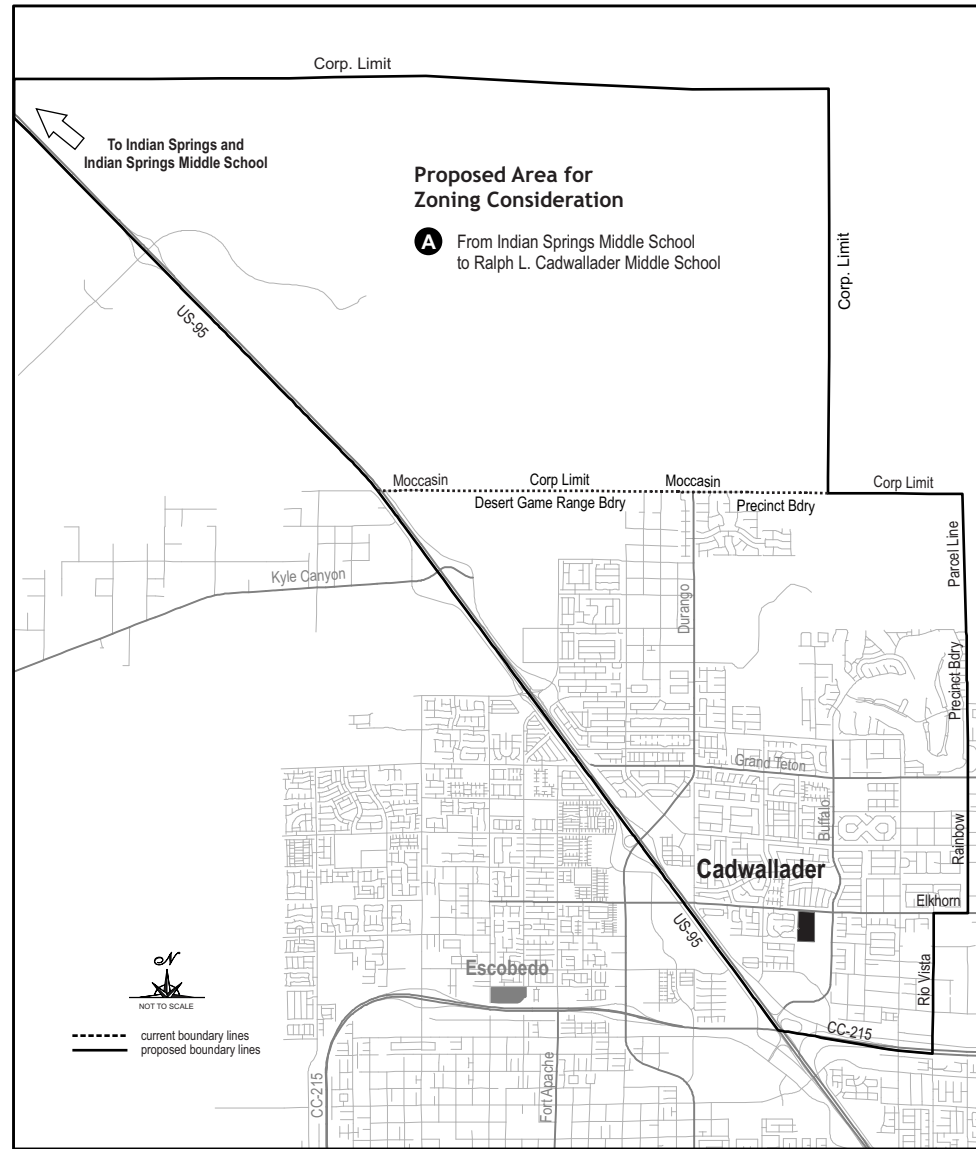 Corp. Limit
To Indian Springs and
Indian Springs Middle School
Proposed Area for
Zoning Consideration
A From Indian Springs Middle School
to Ralph L. Cadwallader Middle School
Corp. Limit
US-95
Moccasin Corp Limit Moccasin Corp Limit
Desert Game Range Bdry Precinct Bdry
Parcel Line
Kyle Canyon
Durango
Precinct Bdry
Grand Teton
Buffalo
Rainbow
Cadwallader
Elkhorn
US-95
Escobedo
Rio Vista
N
NOT TO SCALE
CC-215
current boundary lines
proposed boundary lines
CC-215
Fort Apache